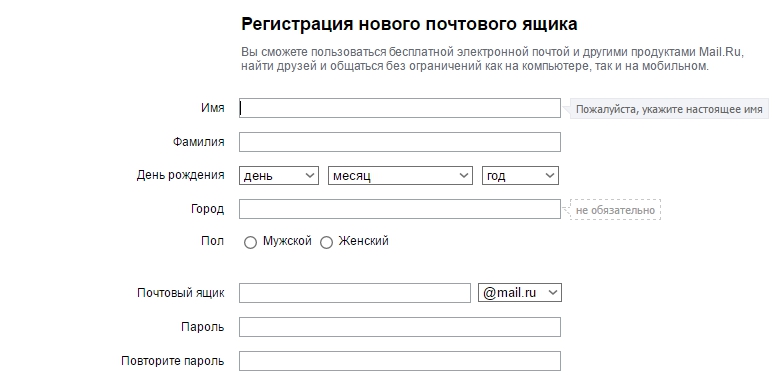 Регистрация нового почтового ящика
Вы сможете пользоваться бесплатной электронной почтой и другими продуктами Mail.Ru,
найти друзей и общаться без ограничений как на компьютере, так и на мобильном.
Имя
Пожалуйста, укажите настоящее имя
Фамилия
День рождения день месяц год
Город
не обязательно
Пол Мужской Женский
Почтовый ящик @mail.ru
Пароль
Повторите пароль